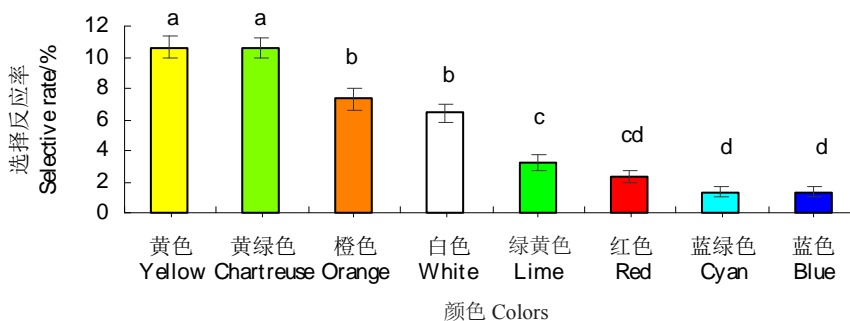 选择反应率
Selective rate/%
12
10
8
6
4
2
0
a a b b c cd d d
黄色 黄绿色 橙色 白色 绿黄色 红色 蓝绿色 蓝色
Yellow Chartreuse Orange White Lime Red Cyan Blue
颜色 Colors